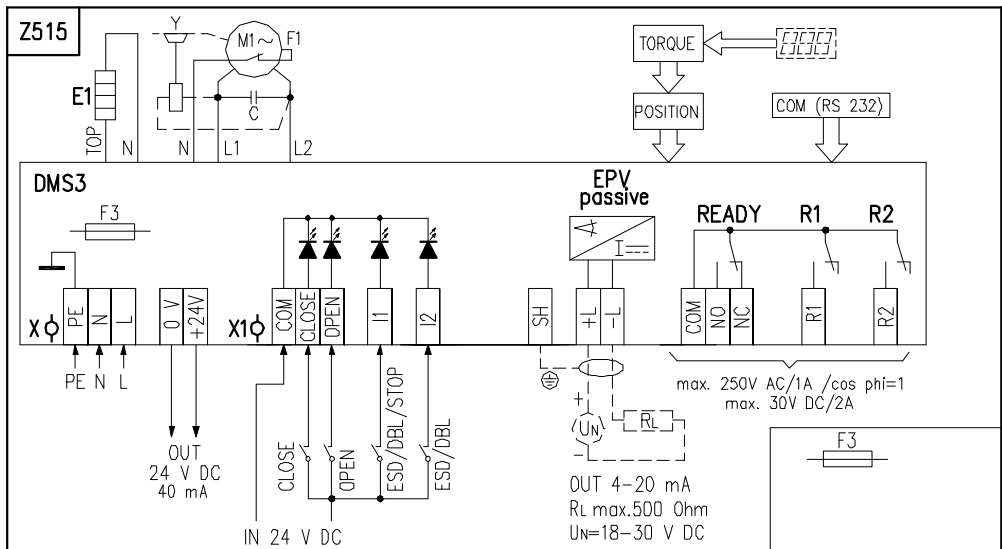 Z515
Y
M1~
F1
E1
C
TOP
N
N
L1
L2
TORQUE
POSITION
COM (RS 232)
DMS3
F3
EPV
passive
I
READY
R1
R2
X
PE
N
L
0 V
+24V
X1
COM
CLOSE
OPEN
I1
I2
SH
+L
-L
COM
NO
NC
R1
R2
PE N L
OUT
24 V DC
40 mA
CLOSE
OPEN
ESD/DBL/STOP
ESD/DBL
IN 24 V DC
+
UN
-
RL
OUT 4-20 mA
RL max.500 Ohm
UN=18-30 V DC
max. 250V AC/1A /cos phi=1
max. 30V DC/2A
F3